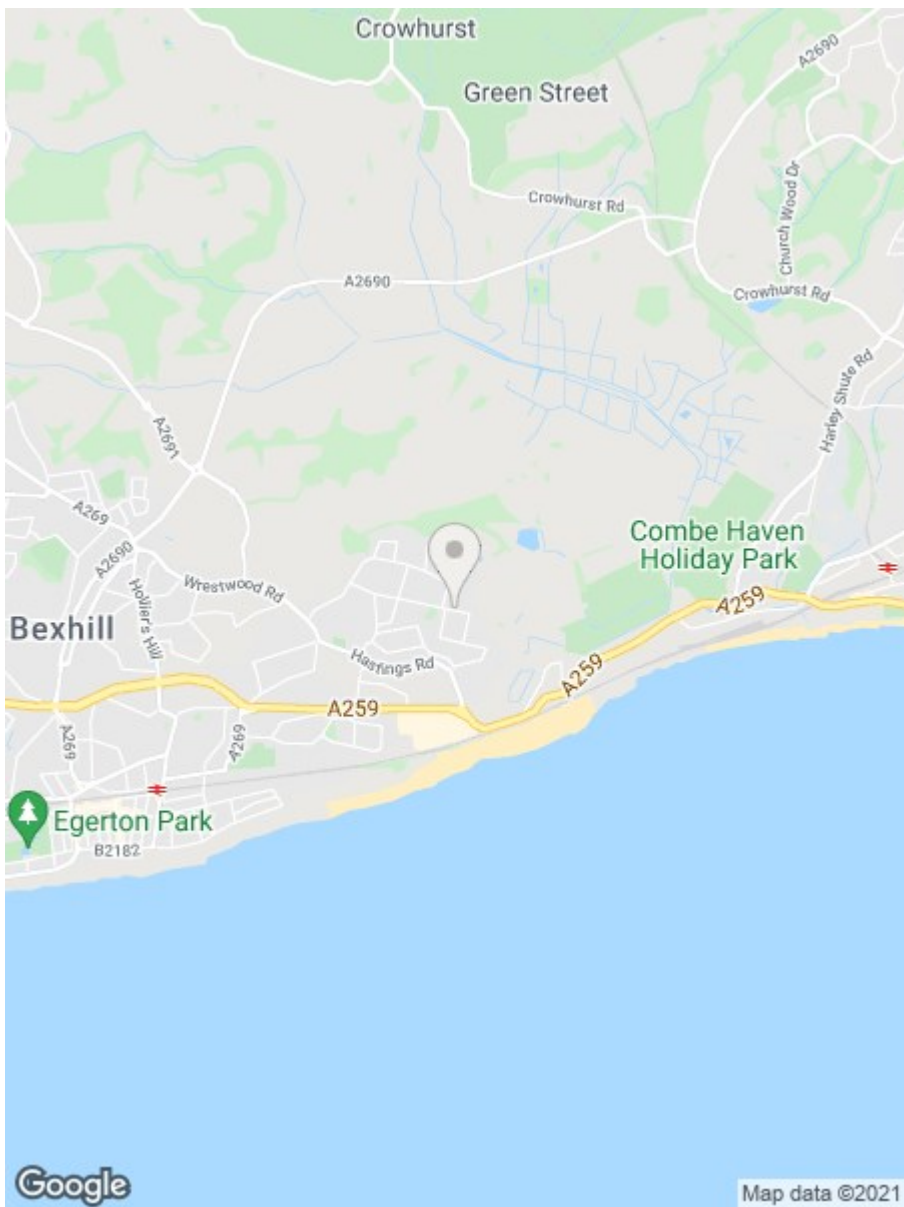 Crowhurst
A2690
Green Street
Church Wood Dr
Crowhurst Rd
A2690
Crowhurst Rd
Harley Shute Rd
A2691
A269
A2690
Combe Haven
Holiday Park
Wrestwood Rd
Hollier's Hill
Bexhill
A259
Hastings Rd
A259
A259
A269
A269
Egerton Park
B2182
Google
Map data ©2021